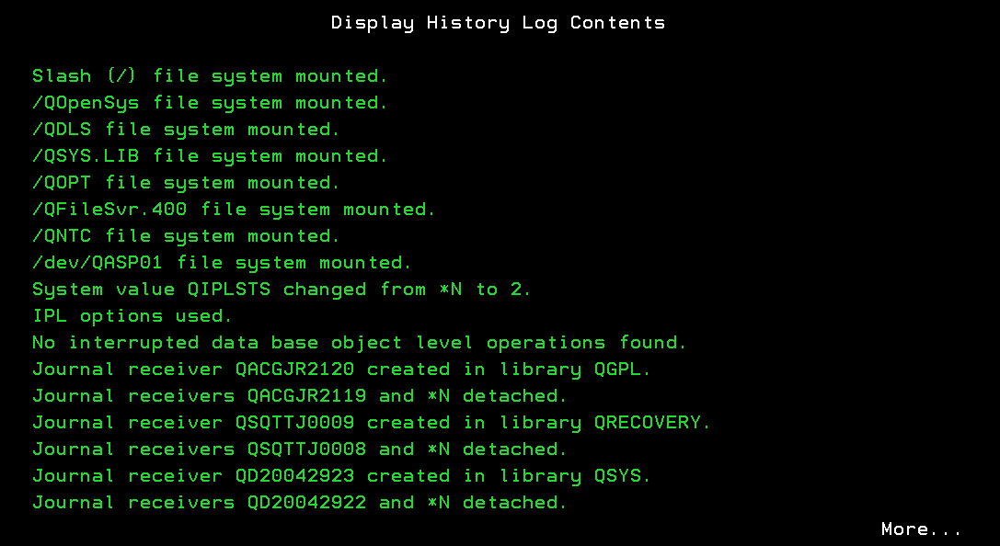 Display History Log Contents
Slash (/) file system mounted.
/QOpenSys file system mounted.
/QDLS file system mounted.
/QSYS.LIB file system mounted.
/QOPT file system mounted.
/QFileSvr.400 file system mounted.
/QNTC file system mounted.
/dev/QASP01 file system mounted.
System value QIPLSTS changed from *N to 2.
IPL options used.
No interrupted data base object level operations found.
Journal receiver QACGJR2120 created in library QGPL.
Journal receivers QACGJR2119 and *N detached.
Journal receiver QSQTTJ0009 created in library QRECOVERY.
Journal receivers QSQTTJ0008 and *N detached.
Journal receiver QD20042923 created in library QSYS.
Journal receivers QD20042922 and *N detached.
More...